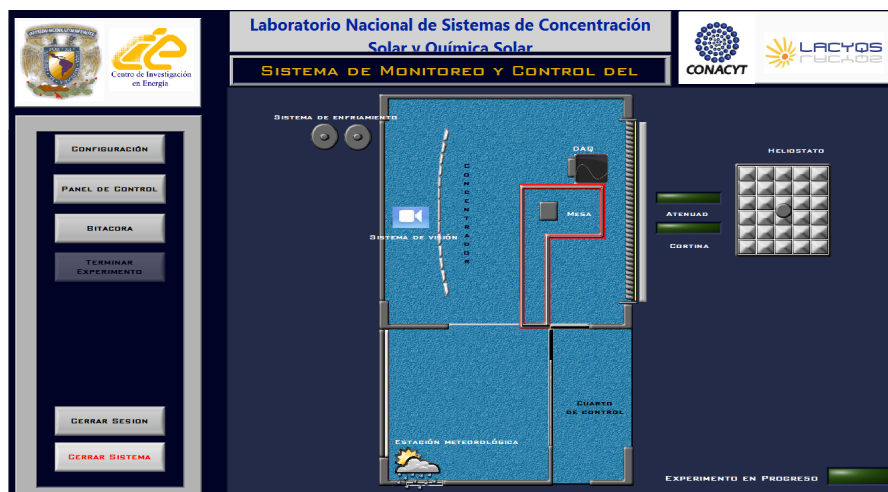 Laboratorio Nacional de Sistemas de Concentración
Solar y Química Solar
SISTEMA DE MONITOREO Y CONTROL DEL
Centro de Investigación
en Energía
CONACYT
LACYQS
CONFIGURACIÓN
PANEL DE CONTROL
BITACORA
TERMINAR
EXPERIMENTO
CERRAR SESION
CERRAR SISTEMA
SISTEMA DE ENFRIAMIENTO
CONCENTRADOR
DAQ
MESA
SISTEMA DE VISIÓN
HELIOSTATO
ATENUAD
CORTINA
CUARTO
DE CONTROL
ESTACIÓN METEOROLÓGICA
EXPERIMENTO EN PROGRESO